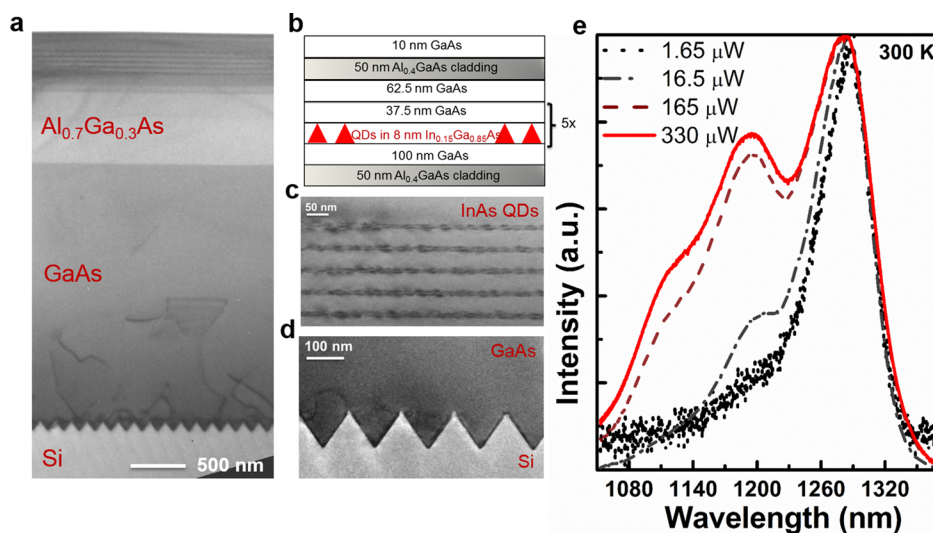 a
Al₀.₇Ga₀.₃As
GaAs
Si
500 nm
b
10 nm GaAs
50 nm Al₀.₄GaAs cladding
62.5 nm GaAs
37.5 nm GaAs
5x
QDs in 8 nm In₀.₁₅Ga₀.₈₅As
100 nm GaAs
50 nm Al₀.₄GaAs cladding
c
50 nm
InAs QDs
d
100 nm
GaAs
Si
e
1.65 μW
300 K
16.5 μW
165 μW
330 μW
Intensity (a.u.)
1080 1140 1200 1260 1320
Wavelength (nm)